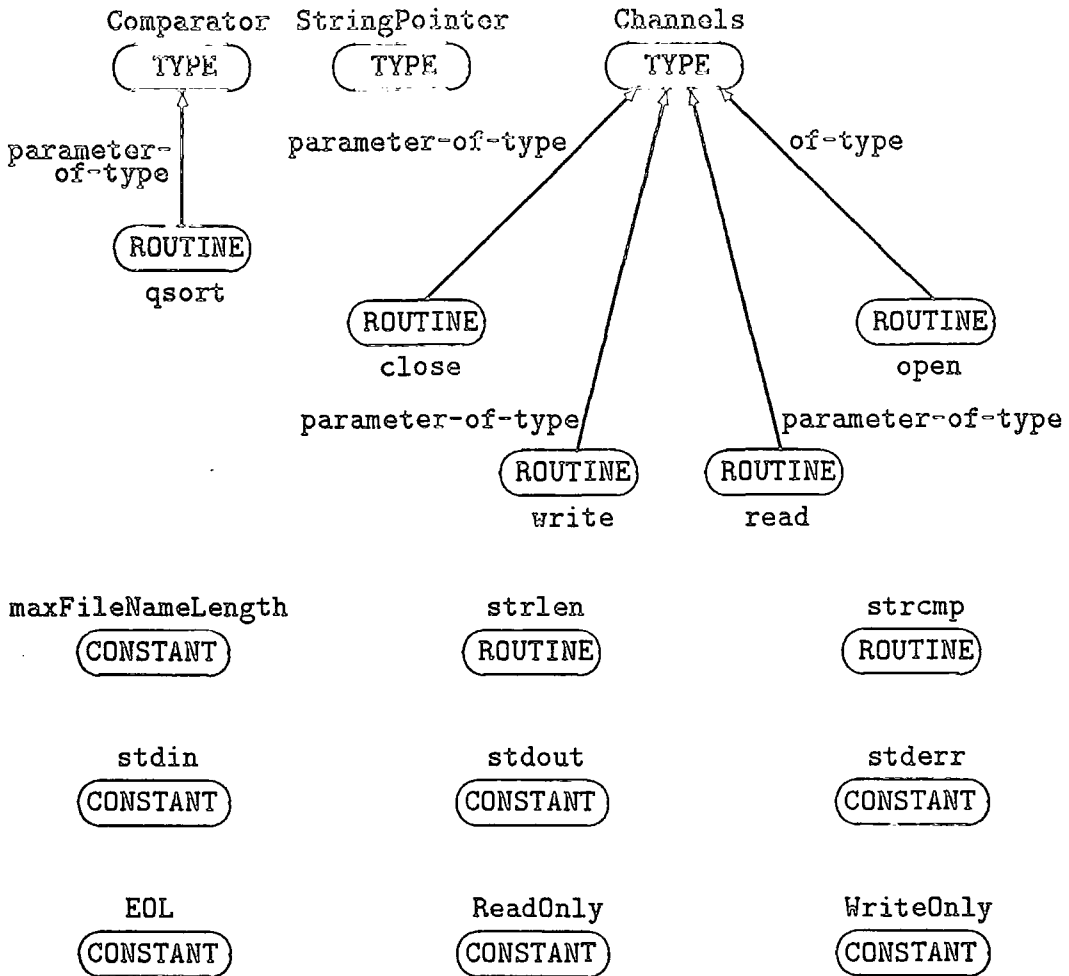 Comparator StringPointer Channels
TYPE TYPE TYPE
parameter-
of-type
parameter-of-type
of-type
ROUTINE
qsort
ROUTINE ROUTINE
close open
parameter-of-type parameter-of-type
ROUTINE ROUTINE
write read
maxFileNameLength strlen strcmp
CONSTANT ROUTINE ROUTINE
stdin stdout stderr
CONSTANT CONSTANT CONSTANT
EOL ReadOnly WriteOnly
CONSTANT CONSTANT CONSTANT